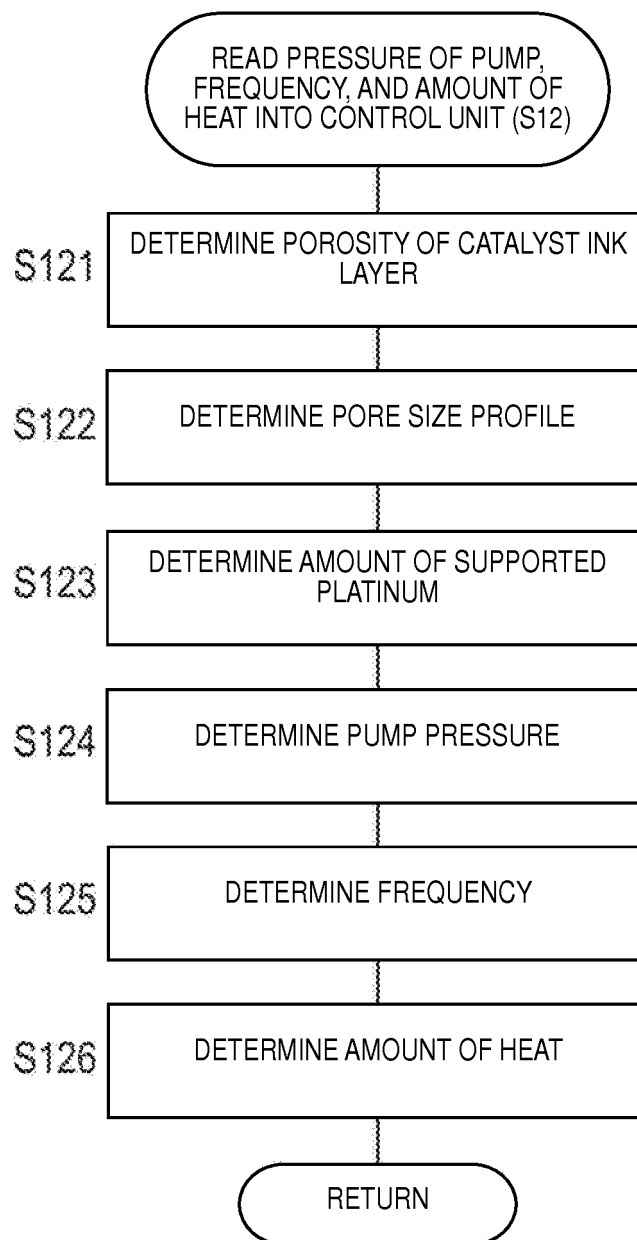 READ PRESSURE OF PUMP,
FREQUENCY, AND AMOUNT OF
HEAT INTO CONTROL UNIT (S12)
S121
DETERMINE POROSITY OF CATALYST INK
LAYER
S122
DETERMINE PORE SIZE PROFILE
S123
DETERMINE AMOUNT OF SUPPORTED
PLATINUM
S124
DETERMINE PUMP PRESSURE
S125
DETERMINE FREQUENCY
S126
DETERMINE AMOUNT OF HEAT
RETURN